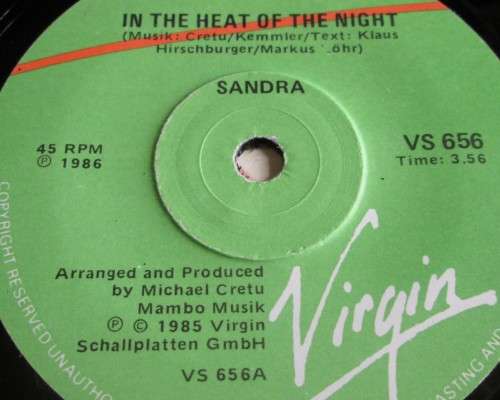 IN THE HEAT OF THE NIGHT
(Musik: Cretu/Kemmler/Text: Klaus
Hirschburger/Markus Löhr)
SANDRA
45 RPM
℗ 1986
VS 656
Time: 3.56
Arranged and Produced
by Michael Cretu
Mambo Musik
℗ © 1985 Virgin
Schallplatten GmbH
VS 656A
Virgin
COPYRIGHT RESERVED